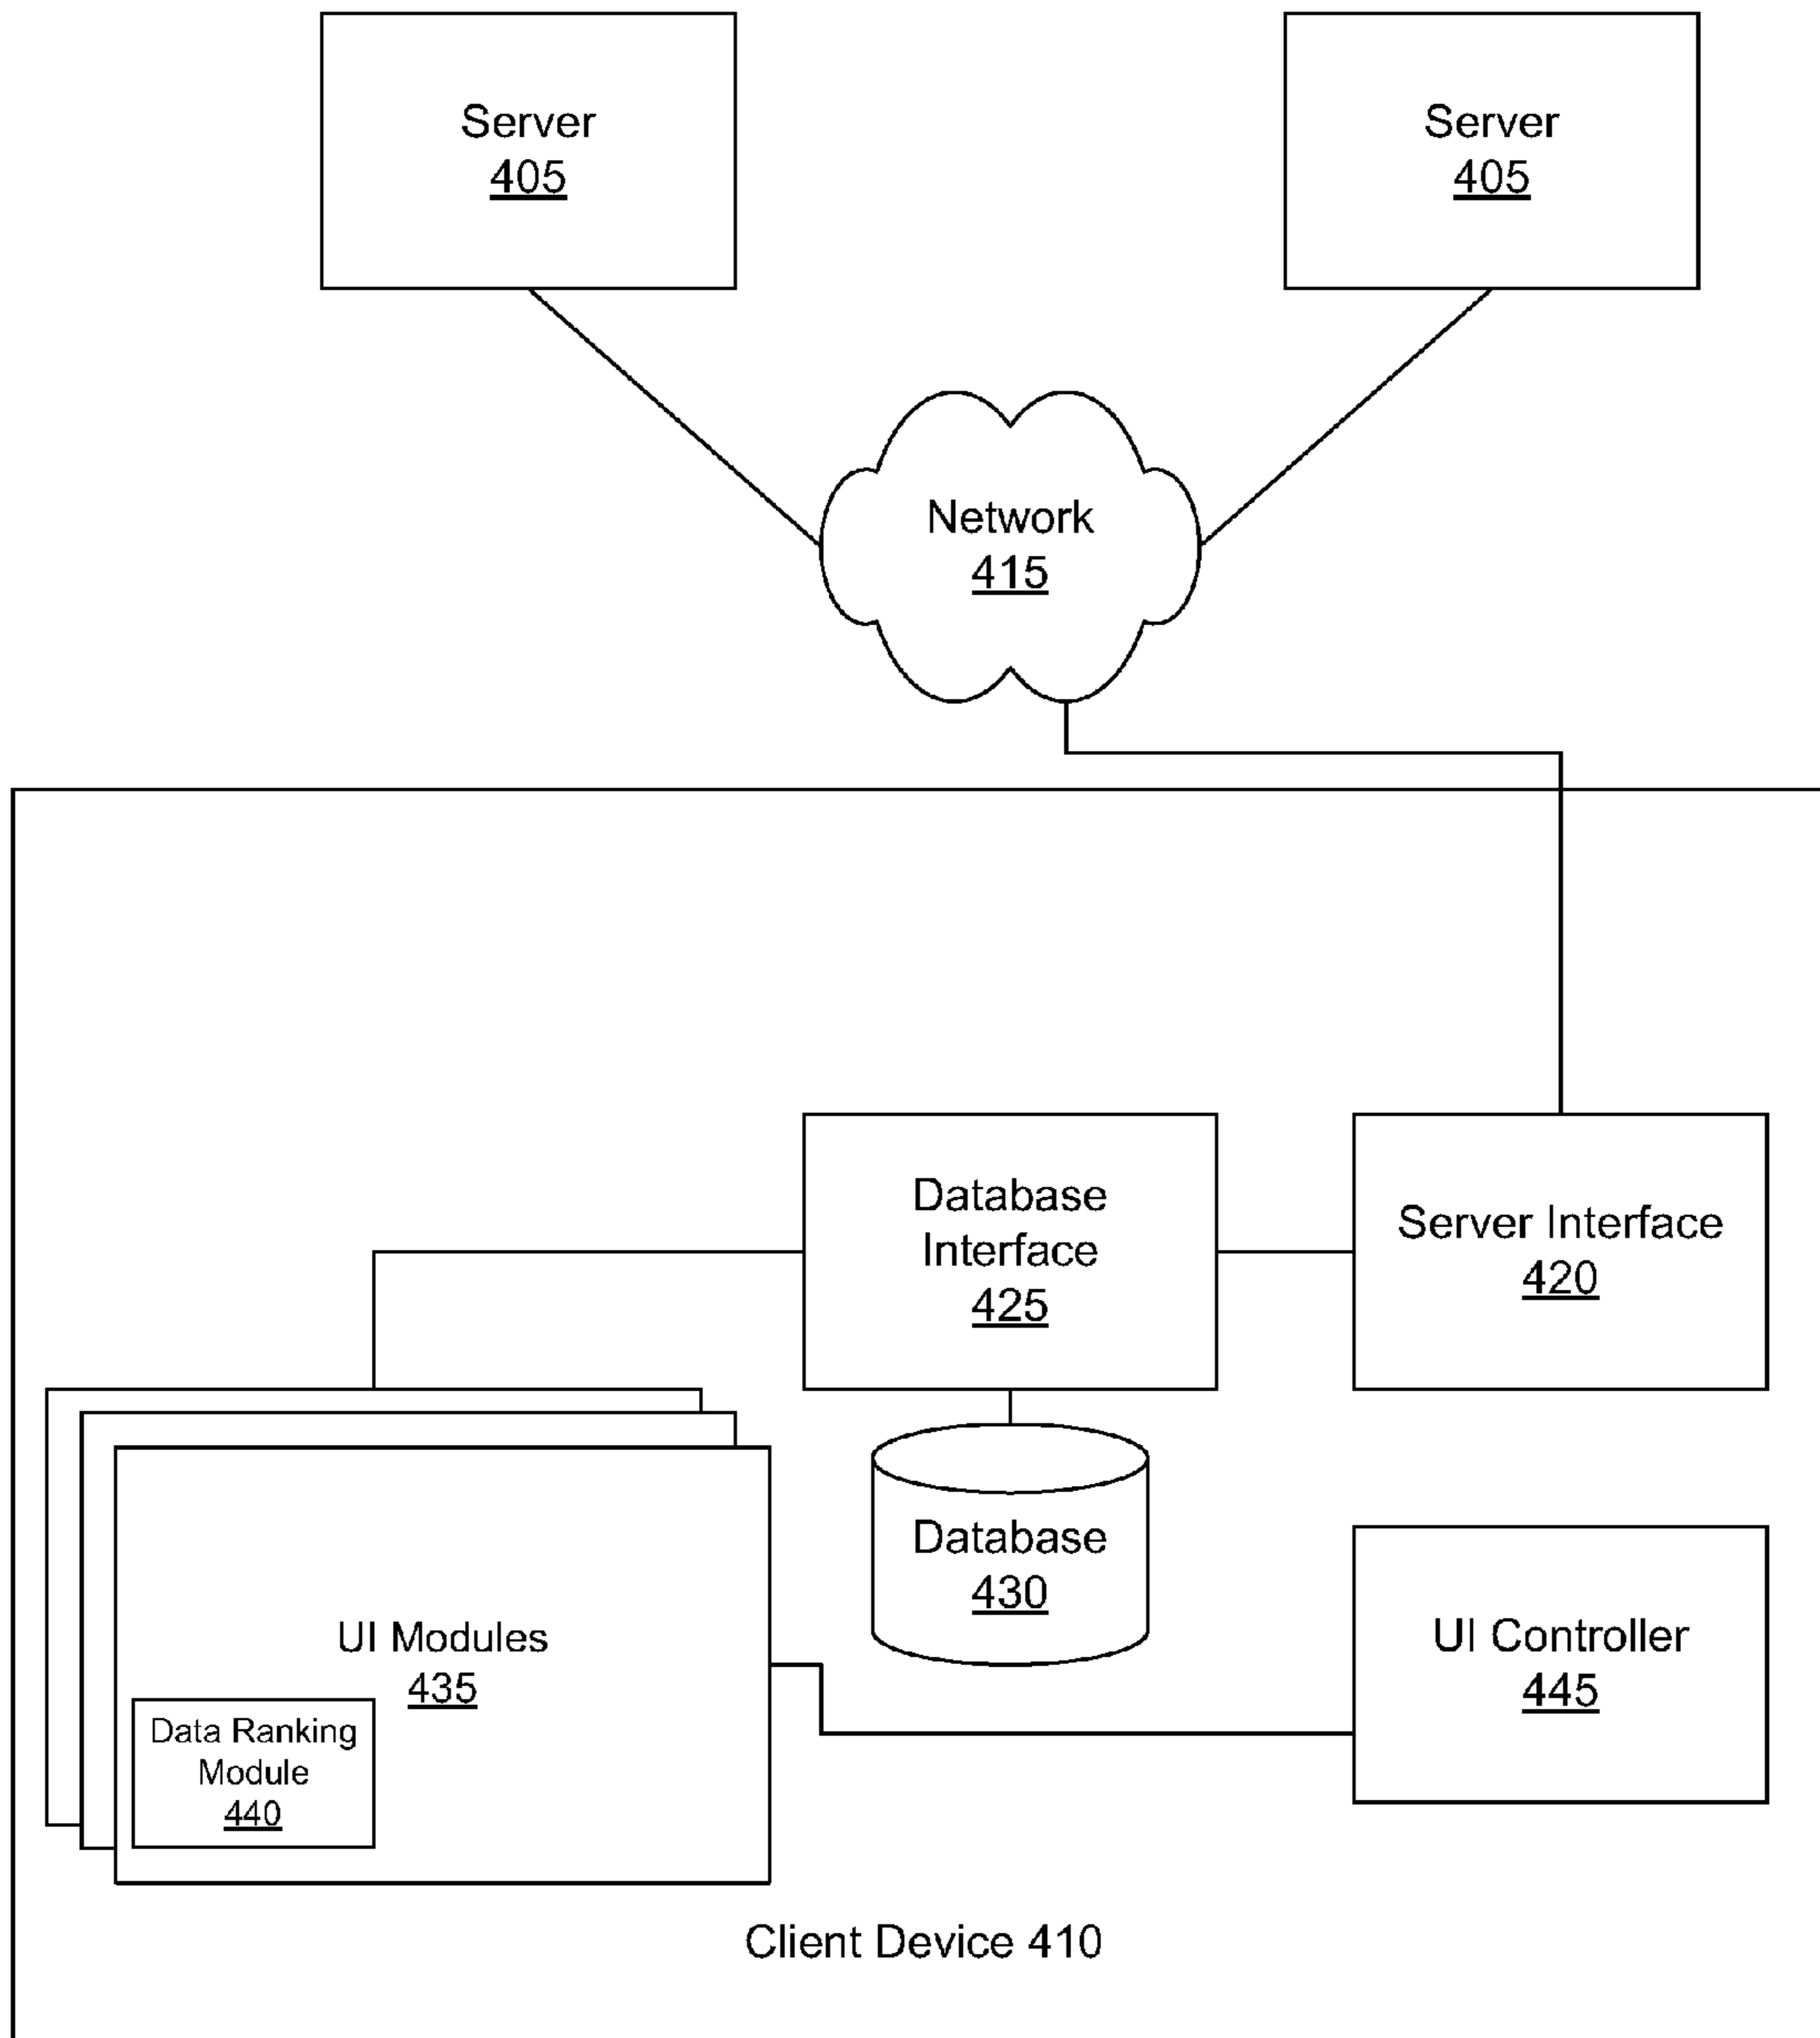 Server
405
Server
405
Network
415
Database
Interface
425
Server Interface
420
Database
430
UI Modules
435
UI Controller
445
Data Ranking
Module
440
Client Device 410